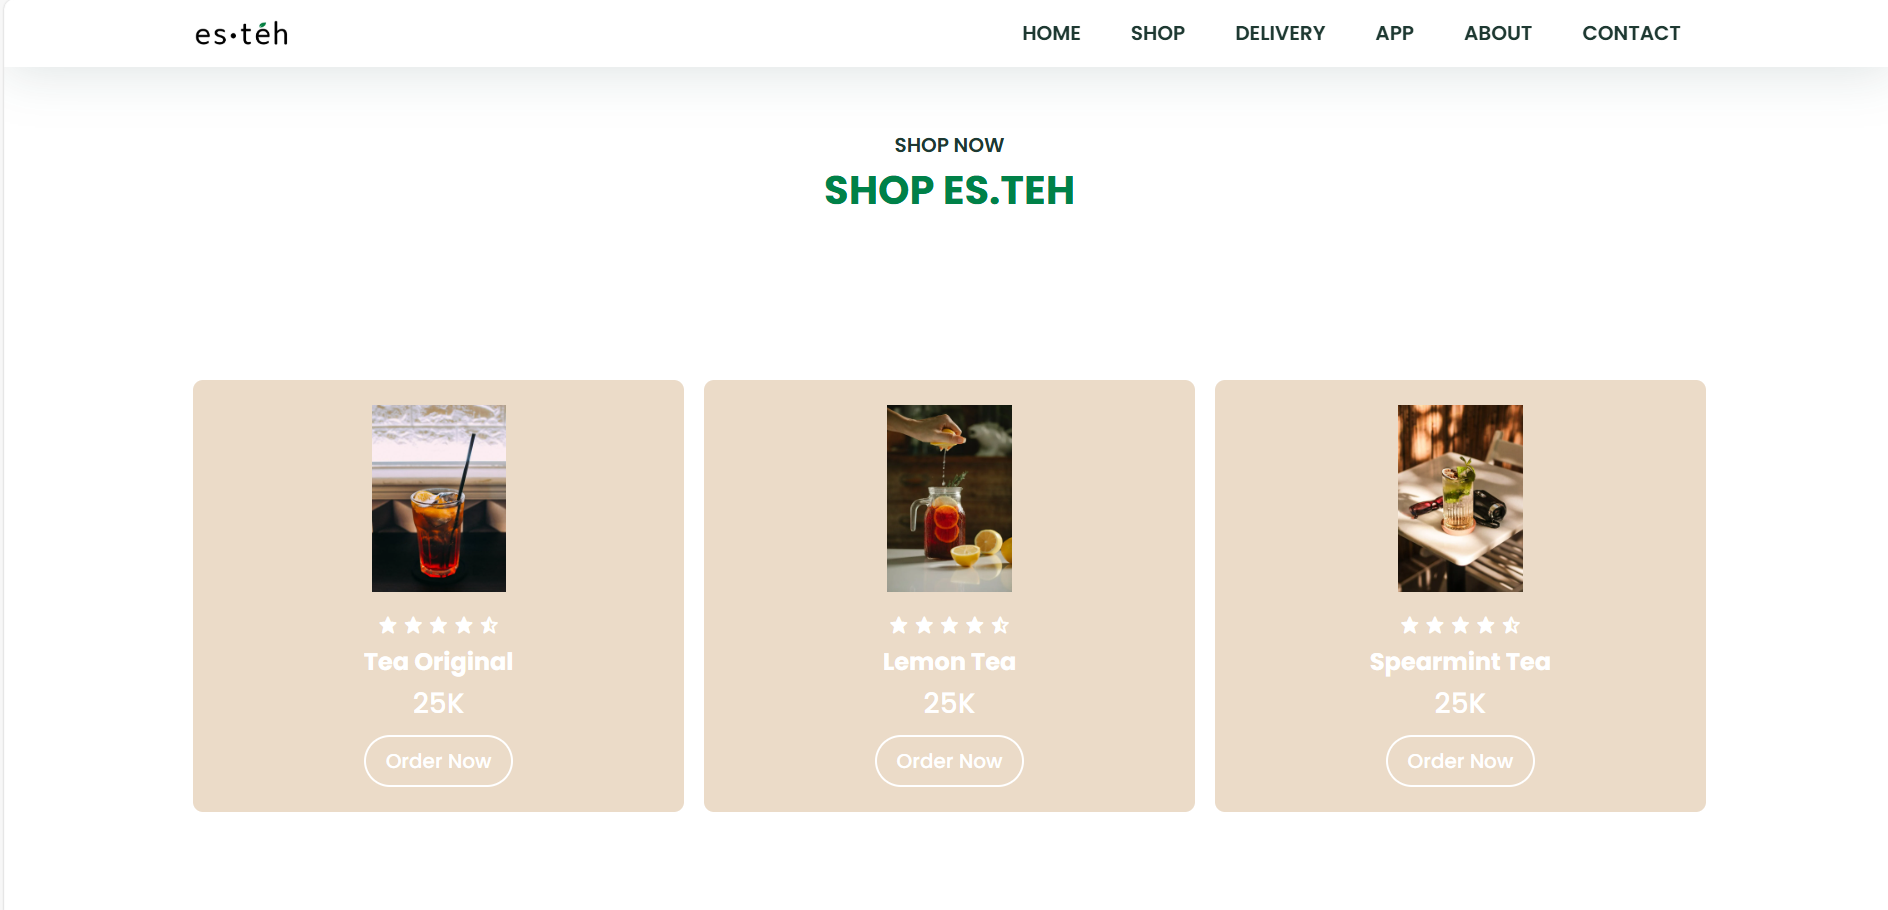 es·téh
HOME SHOP DELIVERY APP ABOUT CONTACT
SHOP NOW
SHOP ES.TEH
Tea Original
25K
Order Now
Lemon Tea
25K
Order Now
Spearmint Tea
25K
Order Now